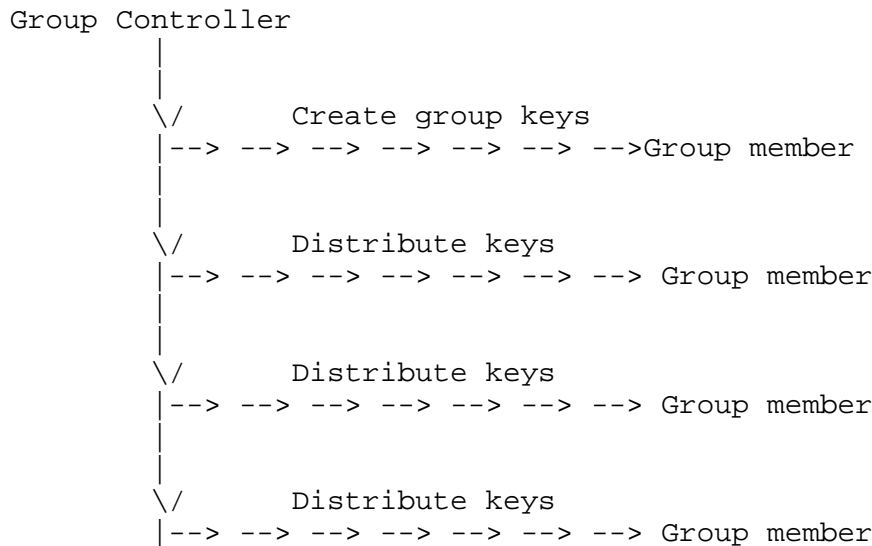 Group Controller
|
|
\/ Create group keys
|--> --> --> --> --> --> -->Group member
|
|
\/ Distribute keys
|--> --> --> --> --> --> --> Group member
|
|
\/ Distribute keys
|--> --> --> --> --> --> --> Group member
|
|
\/ Distribute keys
|--> --> --> --> --> --> --> Group member